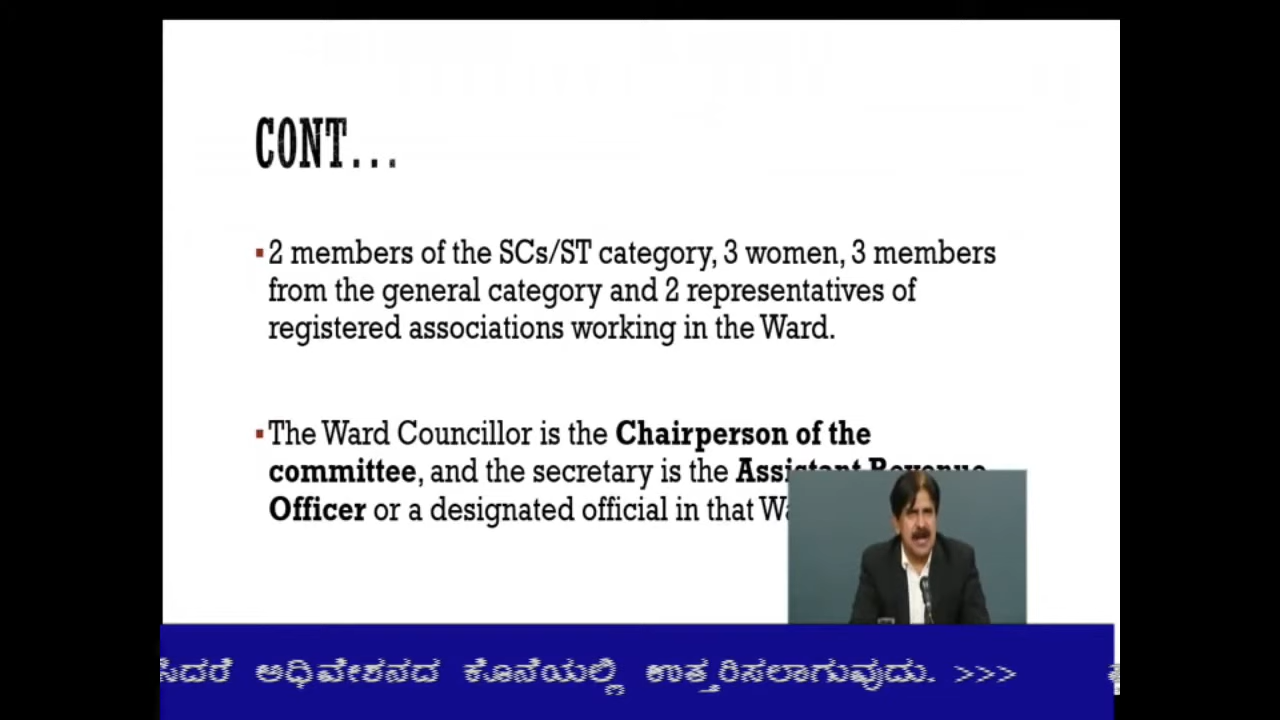 CONT...
▪2 members of the SCs/ST category, 3 women, 3 members
from the general category and 2 representatives of
registered associations working in the Ward.
▪The Ward Councillor is the Chairperson of the
committee, and the secretary is the Assistant Revenue
Officer or a designated official in that
ಅಧಿವೇಶನದ ಕೊನೆಯಲ್ಲಿ ಉತ್ತರಿಸಲಾಗುವುದು. >>>